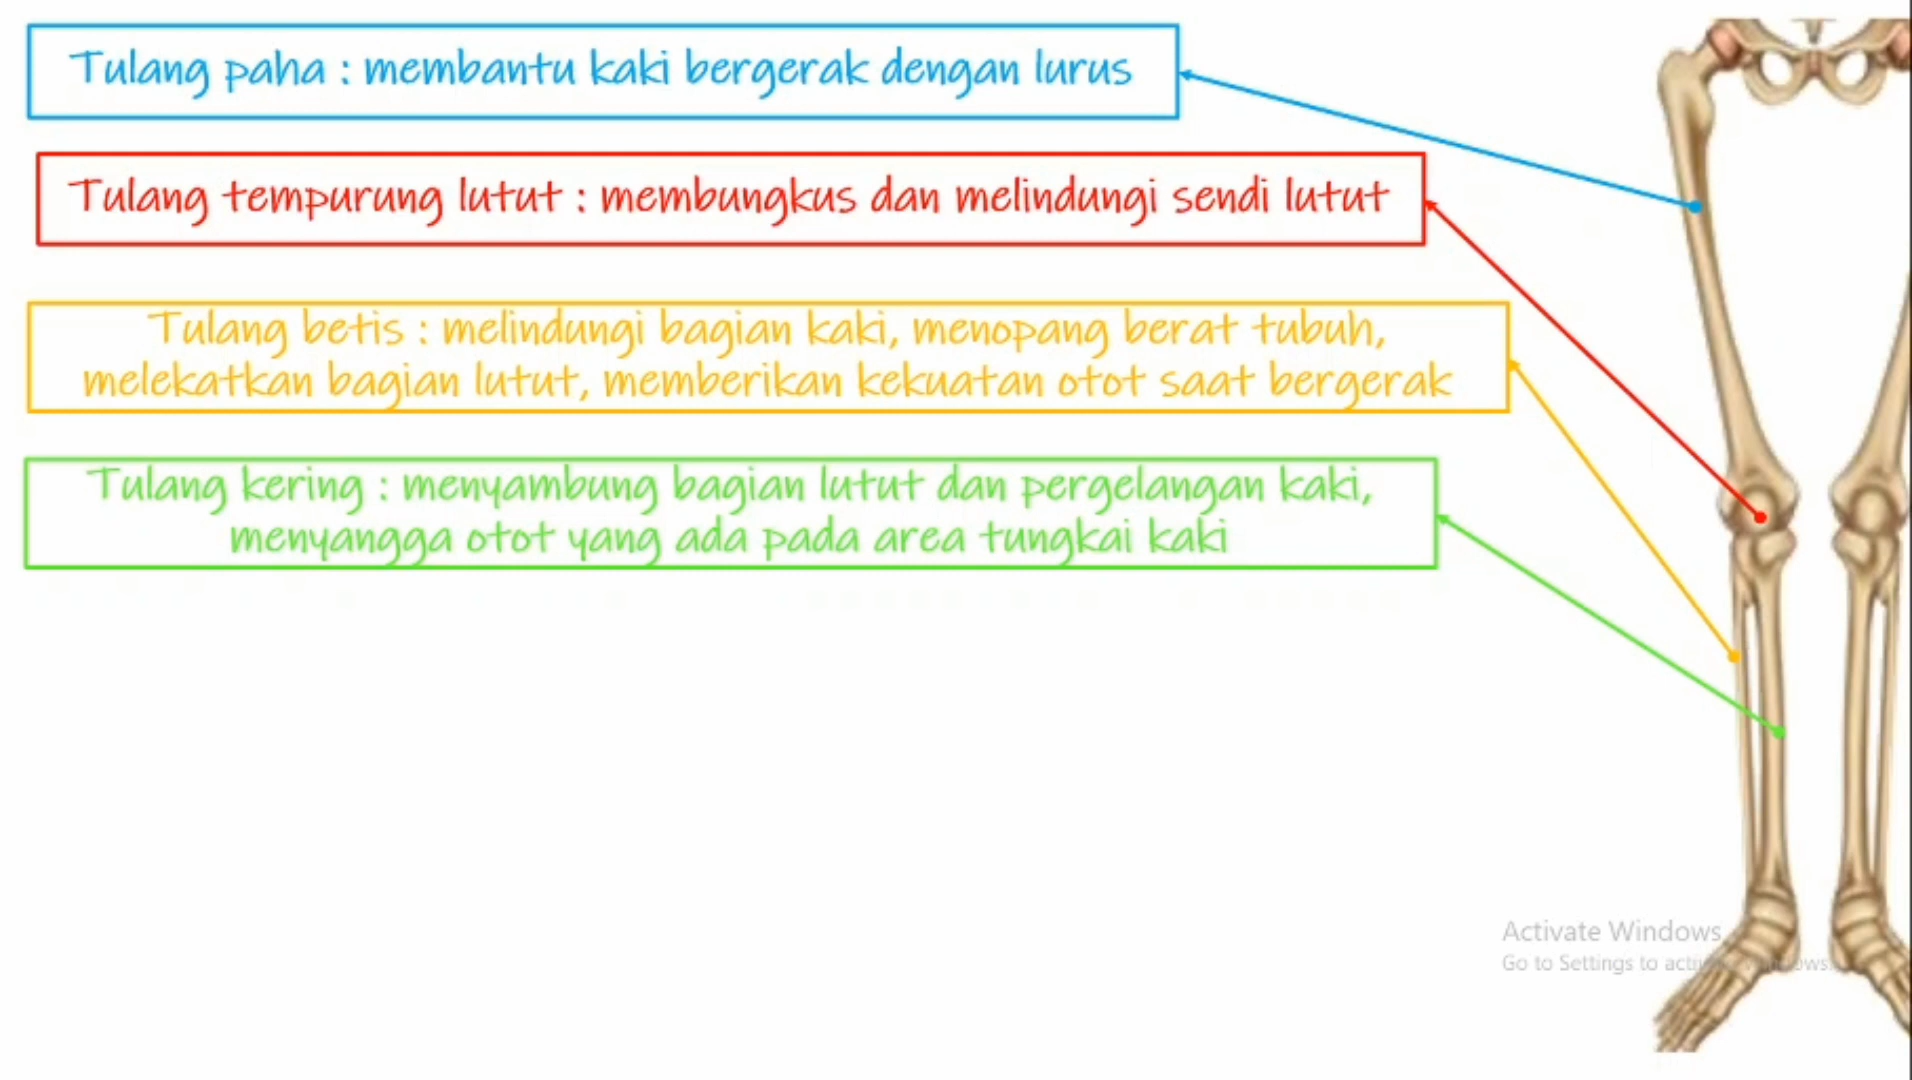 Tulang paha : membantu kaki bergerak dengan lurus
Tulang tempurung lutut : membungkus dan melindungi sendi lutut
Tulang betis : melindungi bagian kaki, menopang berat tubuh,
melekatkan bagian lutut, memberikan kekuatan otot saat bergerak
Tulang kering : menyambung bagian lutut dan pergelangan kaki,
menyangga otot yang ada pada area tungkai kaki
Activate Windows
Go to Settings to